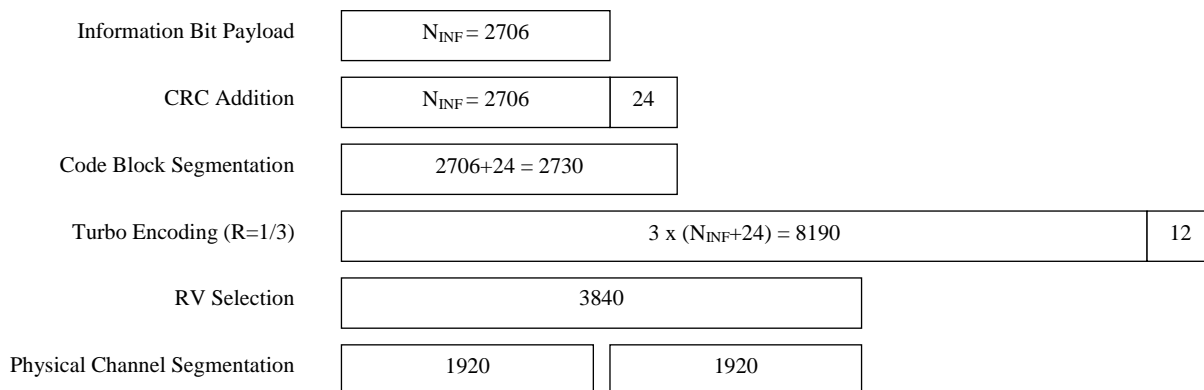 Information Bit Payload N_INF = 2706
CRC Addition N_INF = 2706 24
Code Block Segmentation 2706+24 = 2730
Turbo Encoding (R=1/3) 3 x (N_INF+24) = 8190 12
RV Selection 3840
Physical Channel Segmentation 1920 1920